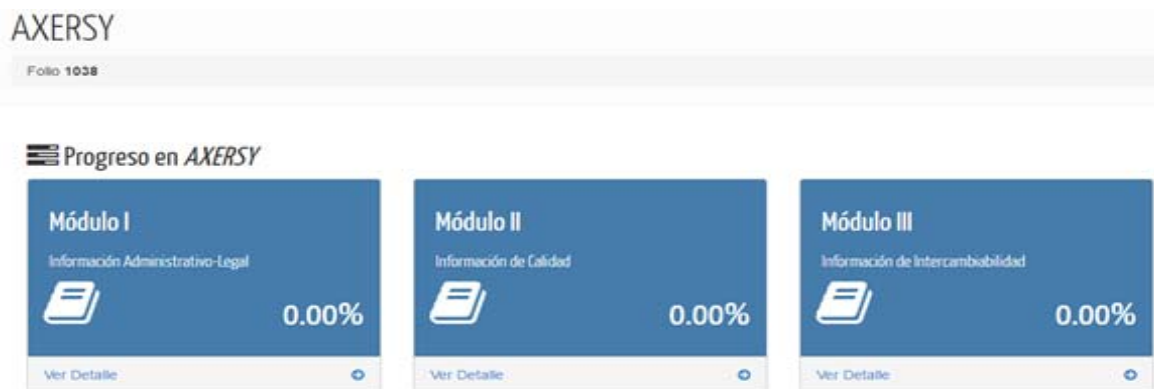 AXERSY
Folio 1038
Progreso en AXERSY
Módulo I
Información Administrativo-Legal
0.00%
Ver Detalle
Módulo II
Información de Calidad
0.00%
Ver Detalle
Módulo III
Información de Intercambiabilidad
0.00%
Ver Detalle